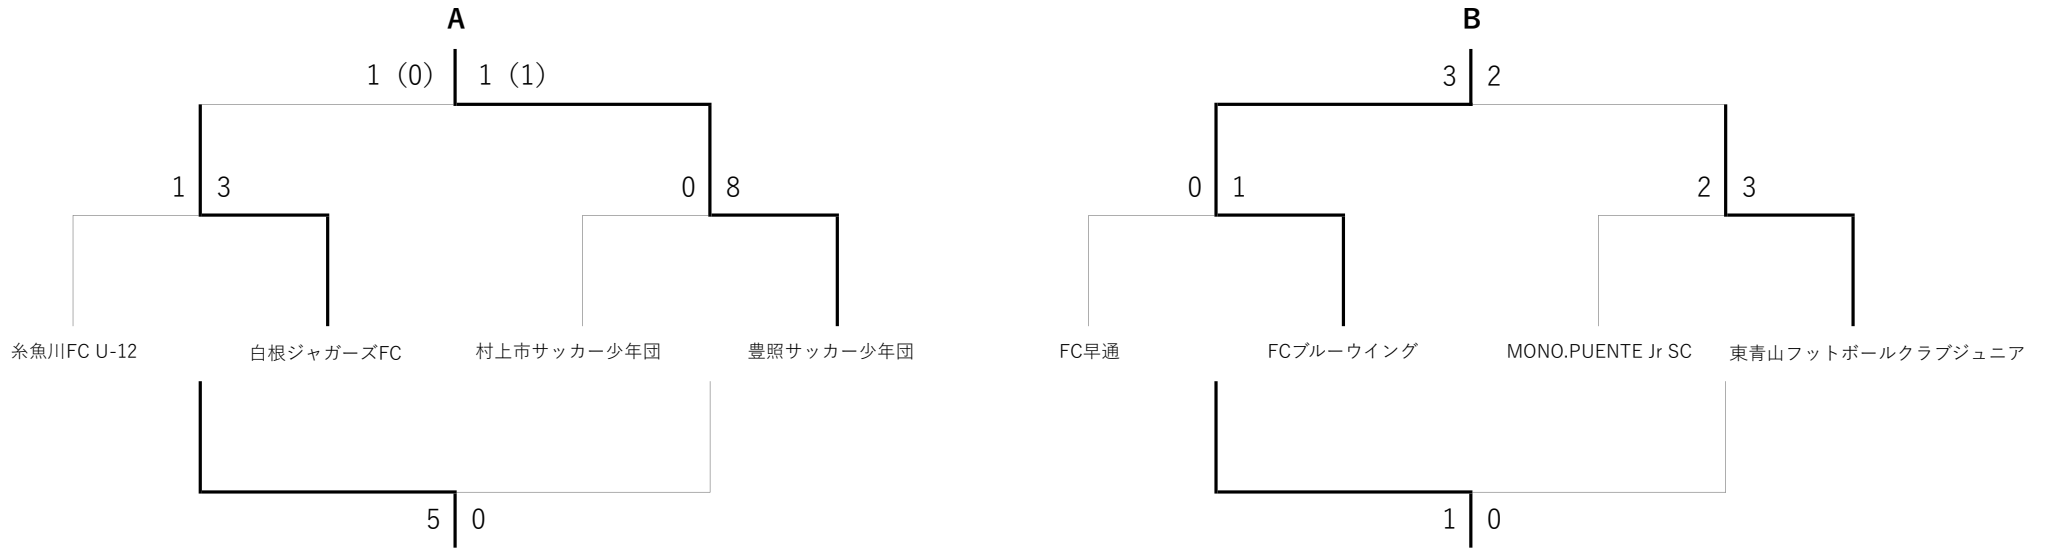 A
1 (0) 1 (1)
1 3
0 8
糸魚川FC U-12
白根ジャガーズFC
村上市サッカー少年団
豊照サッカー少年団
5 0
B
3 2
0 1
2 3
FC早通
FCブルーウイング
MONO.PUENTE Jr SC
東青山フットボールクラブジュニア
1 0